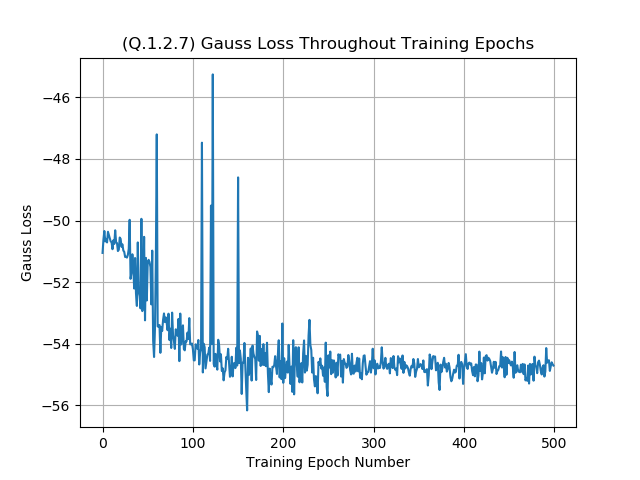 (Q.1.2.7) Gauss Loss Throughout Training Epochs
−46
−48
−50
−52
−54
−56
Gauss Loss
0 100 200 300 400 500
Training Epoch Number